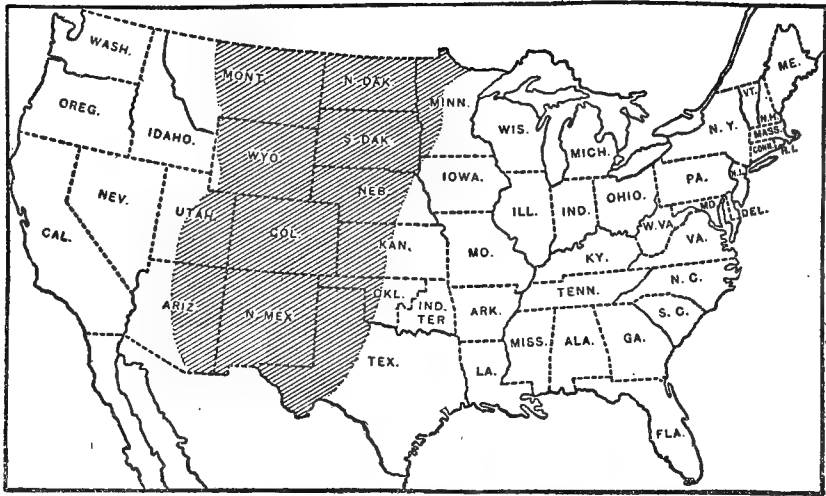 WASH.
OREG.
IDAHO.
MONT.
N-DAK
MINN.
WIS.
MICH.
N. Y.
VT.
N.H.
ME.
MASS.
CONN.
R.I.
CAL.
NEV.
UTAH.
WYO.
S-DAK
NEB.
IOWA.
ILL.
IND.
OHIO.
PA.
N.J.
MD.
DEL.
COL.
KAN.
MO.
KY.
W.VA.
VA.
ARIZ.
N-MEX.
OKL.
IND.
TER
ARK.
TENN.
N. C.
S. C.
TEX.
LA.
MISS.
ALA.
GA.
FLA.